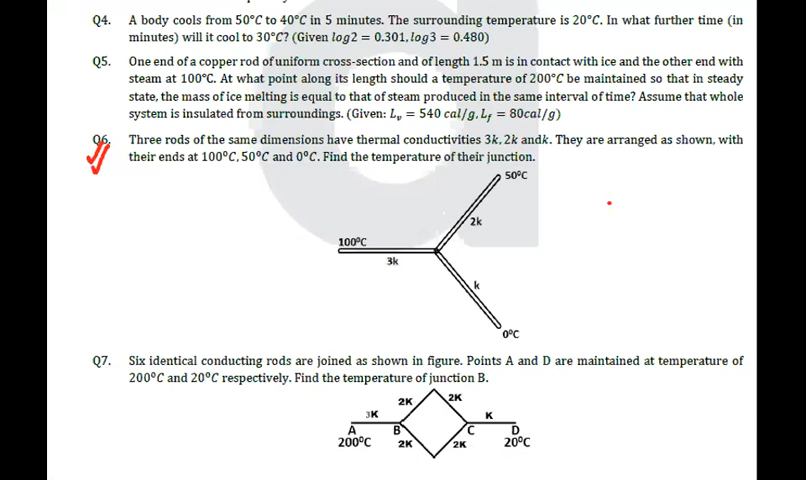 Q4. A body cools from 50°C to 40°C in 5 minutes. The surrounding temperature is 20°C. In what further time (in
minutes) will it cool to 30°C? (Given log2 = 0.301, log3 = 0.480)
Q5. One end of a copper rod of uniform cross-section and of length 1.5 m is in contact with ice and the other end with
steam at 100°C. At what point along its length should a temperature of 200°C be maintained so that in steady
state, the mass of ice melting is equal to that of steam produced in the same interval of time? Assume that whole
system is insulated from surroundings. (Given: Lᵥ = 540 cal/g, L_f = 80cal/g)
Q6. Three rods of the same dimensions have thermal conductivities 3k, 2k andk. They are arranged as shown, with
their ends at 100°C, 50°C and 0°C. Find the temperature of their junction.
50°C
2k
100°C
3k
k
0°C
Q7. Six identical conducting rods are joined as shown in figure. Points A and D are maintained at temperature of
200°C and 20°C respectively. Find the temperature of junction B.
2K 2K
3K K
A B C D
200°C 2K 2K 20°C